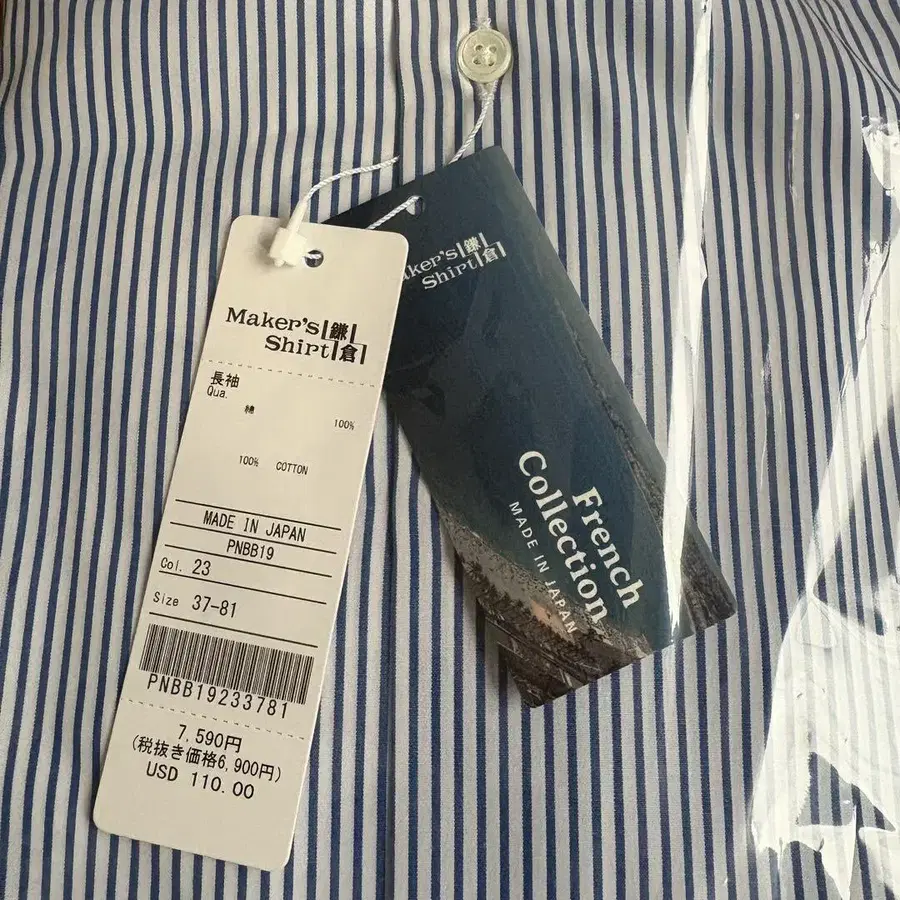 Maker's 鎌
Shirt 倉
長袖
Qua.
綿
100%
100% COTTON
MADE IN JAPAN
PNBB19
Col. 23
Size 37-81
PNBB19233781
7,590円
(税抜き価格6,900円)
USD 110.00
ker's 鎌
Shirt 倉
French
Collection
MADE IN JAPAN